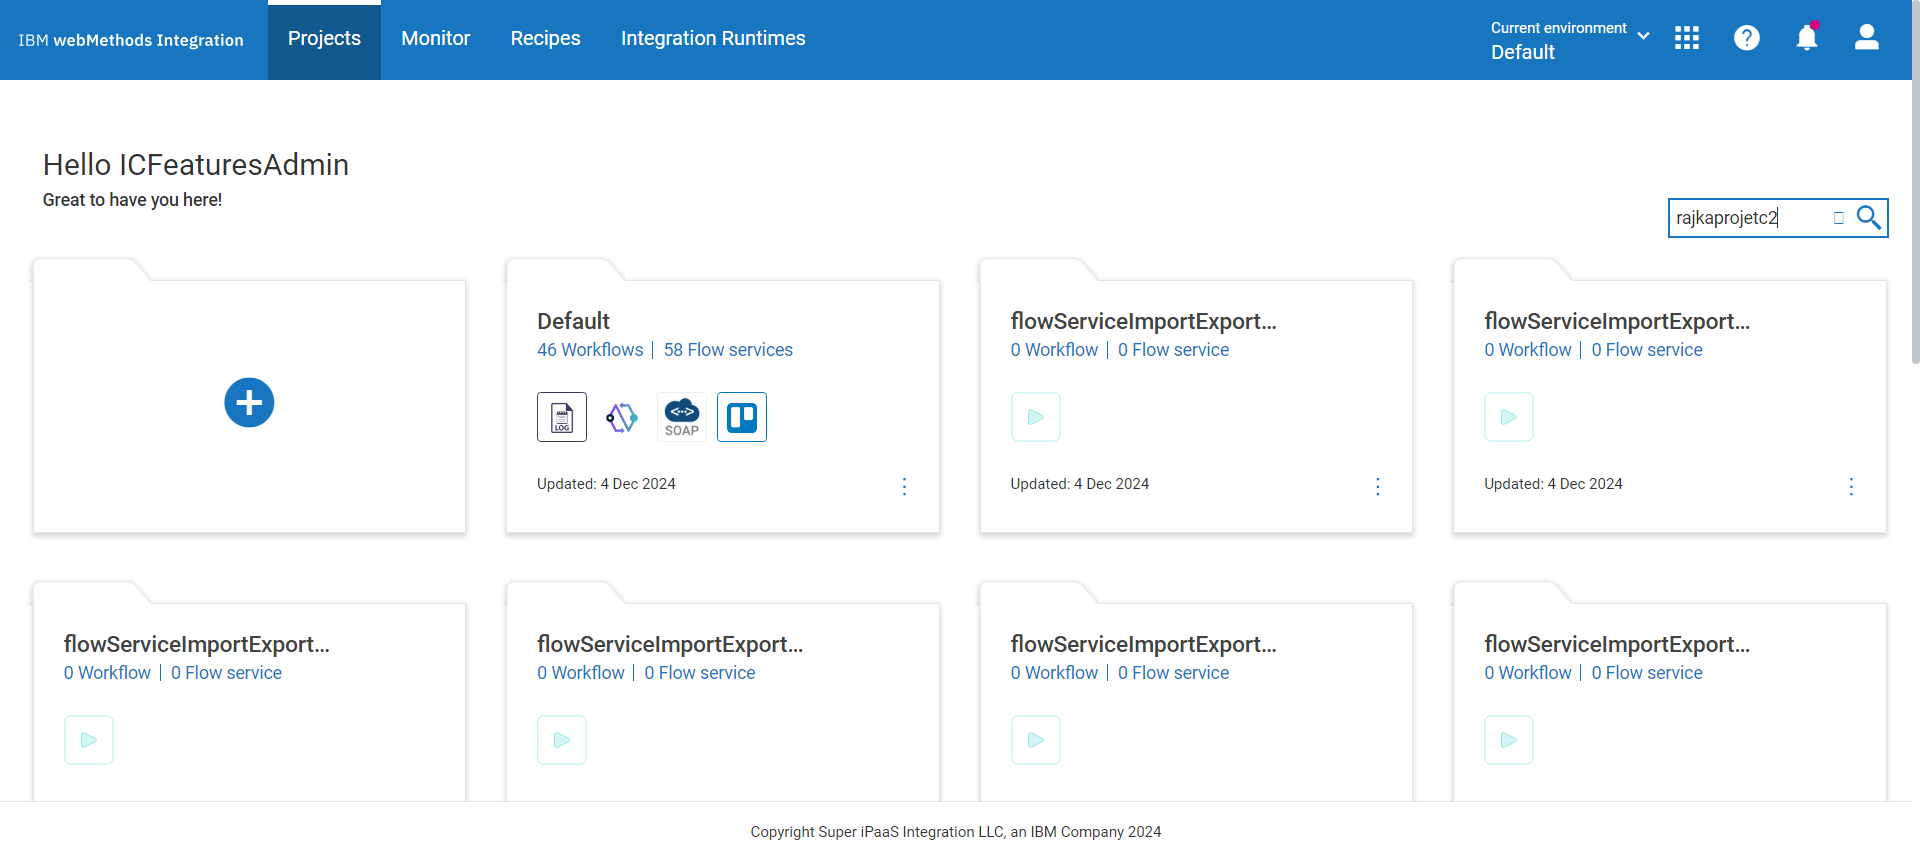 IBM webMethods Integration
Projects
Monitor
Recipes
Integration Runtimes
Current environment
Default
Hello ICFeaturesAdmin
Great to have you here!
rajkaprojetc2
Default
46 Workflows | 58 Flow services
LOG
SOAP
Updated: 4 Dec 2024
flowServiceImportExport...
0 Workflow | 0 Flow service
Updated: 4 Dec 2024
flowServiceImportExport...
0 Workflow | 0 Flow service
Updated: 4 Dec 2024
flowServiceImportExport...
0 Workflow | 0 Flow service
flowServiceImportExport...
0 Workflow | 0 Flow service
flowServiceImportExport...
0 Workflow | 0 Flow service
flowServiceImportExport...
0 Workflow | 0 Flow service
Copyright Super iPaaS Integration LLC, an IBM Company 2024